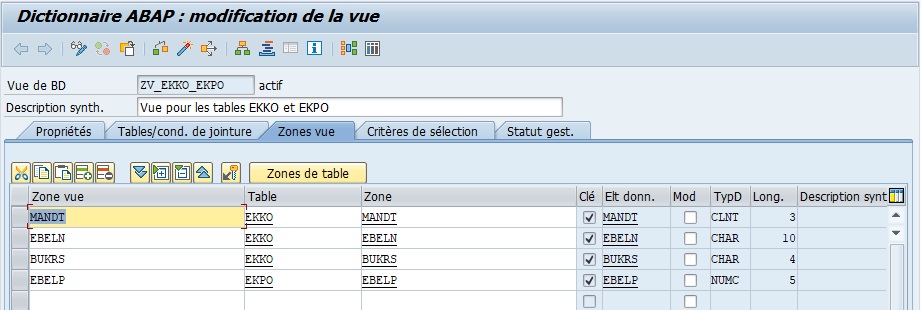 Dictionnaire ABAP : modification de la vue
Vue de BD ZV_EKKO_EKPO actif
Description synth. Vue pour les tables EKKO et EKPO
Propriétés Tables/cond. de jointure Zones vue Critères de sélection Statut gest.
Zones de table
Zone vue Table Zone Clé Elt donn. Mod TypD Long. Description synt
MANDT EKKO MANDT MANDT CLNT 3
EBELN EKKO EBELN EBELN CHAR 10
BUKRS EKKO BUKRS BUKRS CHAR 4
EBELP EKPO EBELP EBELP NUMC 5